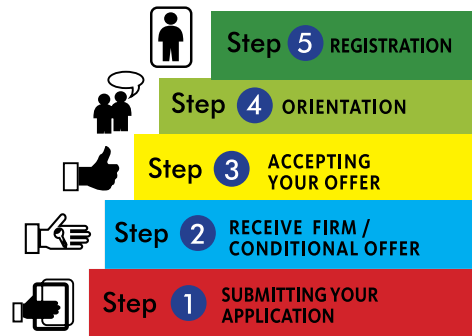 Step 5 REGISTRATION
Step 4 ORIENTATION
Step 3 ACCEPTING
YOUR OFFER
Step 2 RECEIVE FIRM /
CONDITIONAL OFFER
Step 1 SUBMITTING YOUR
APPLICATION